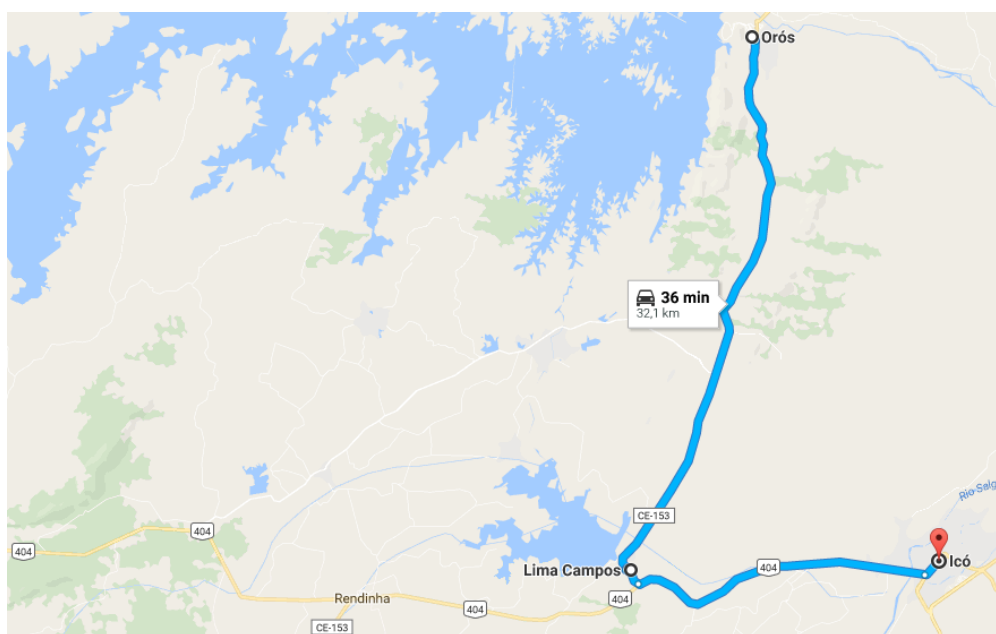 Orós
36 min
32,1 km
Rio Salg
CE-153
404
404
Lima Campos
404
Icó
Rendinha
404
404
CE-153